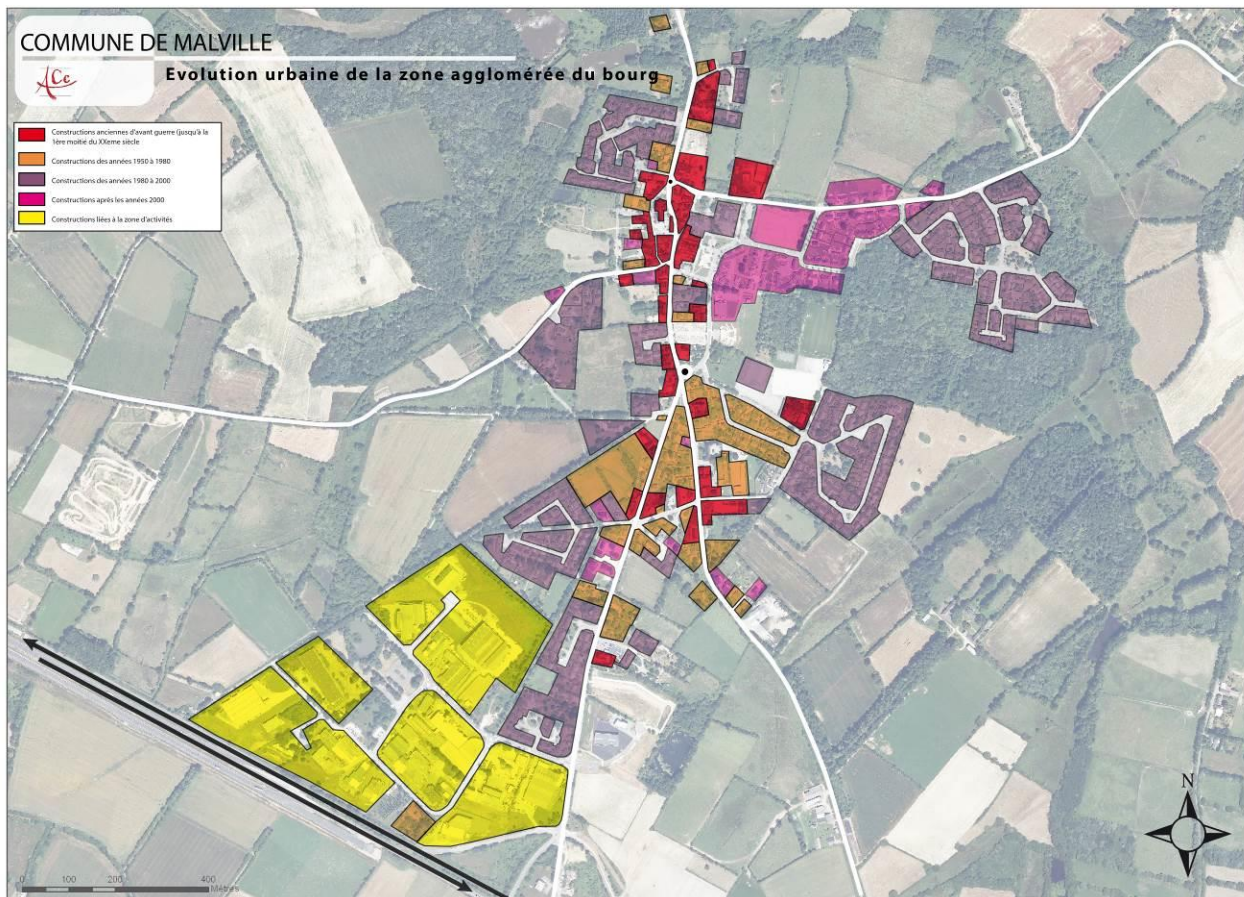 COMMUNE DE MALVILLE
ACc
Evolution urbaine de la zone agglomérée du bourg
Constructions anciennes d'avant guerre (jusqu'à la
1ère moitié du XXeme siècle
Constructions des années 1950 à 1980
Constructions des années 1980 à 2000
Constructions après les années 2000
Constructions liées à la zone d'activités
N
0 100 200 400
Mètres